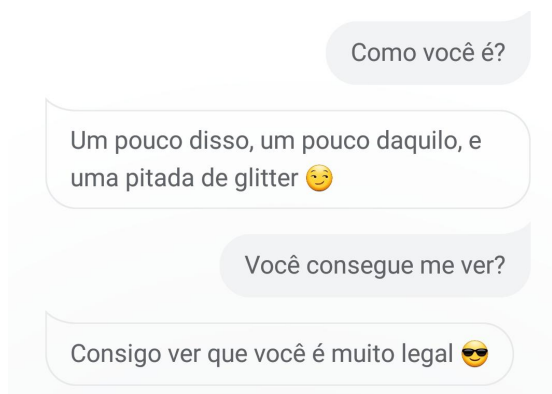 Como você é?
Um pouco disso, um pouco daquilo, e
uma pitada de glitter 😏
Você consegue me ver?
Consigo ver que você é muito legal 😎